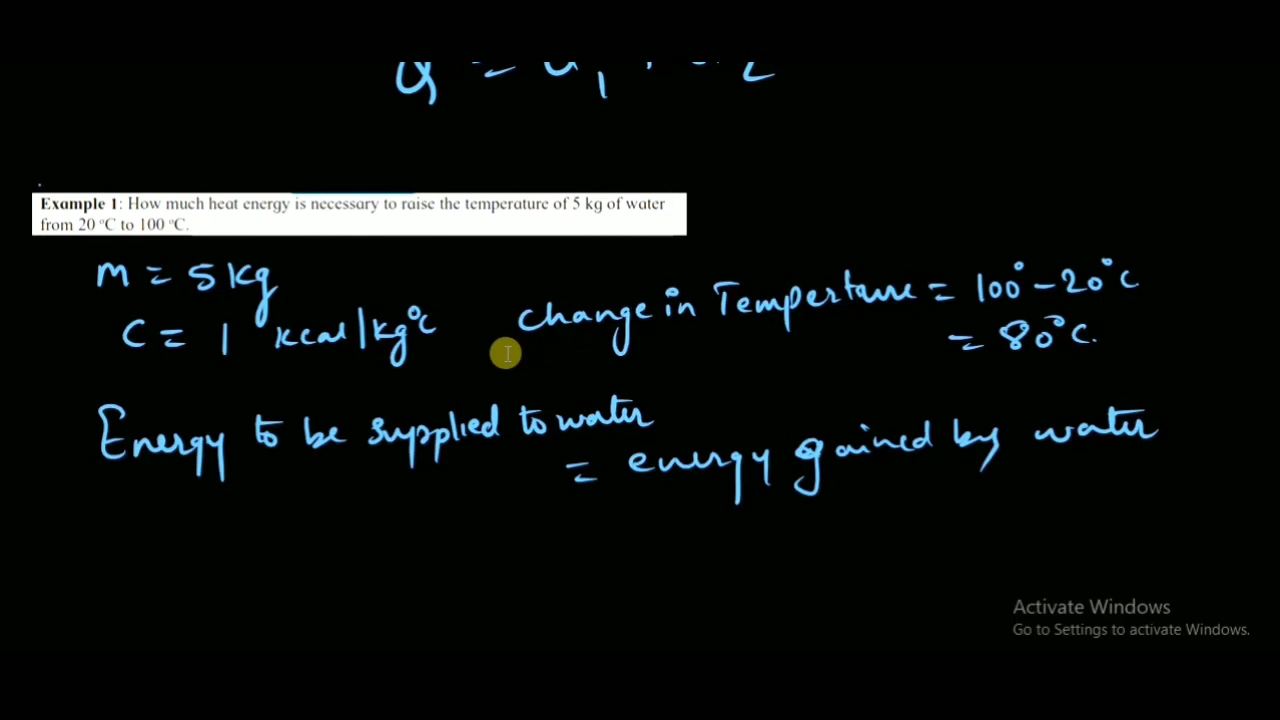 Example 1: How much heat energy is necessary to raise the temperature of 5 kg of water
from 20 °C to 100 °C.
m = 5 kg
C = 1 kcal/kg°c
Change in Tempertaure = 100° - 20°C
= 80°C.
Energy to be supplied to water
= energy gained by water
Activate Windows
Go to Settings to activate Windows.